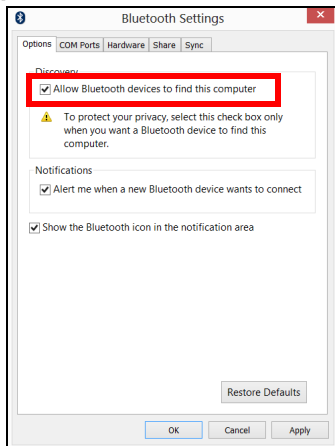 Bluetooth Settings
Options COM Ports Hardware Share Sync
Discovery
Allow Bluetooth devices to find this computer
To protect your privacy, select this check box only
when you want a Bluetooth device to find this
computer.
Notifications
Alert me when a new Bluetooth device wants to connect
Show the Bluetooth icon in the notification area
Restore Defaults
OK Cancel Apply